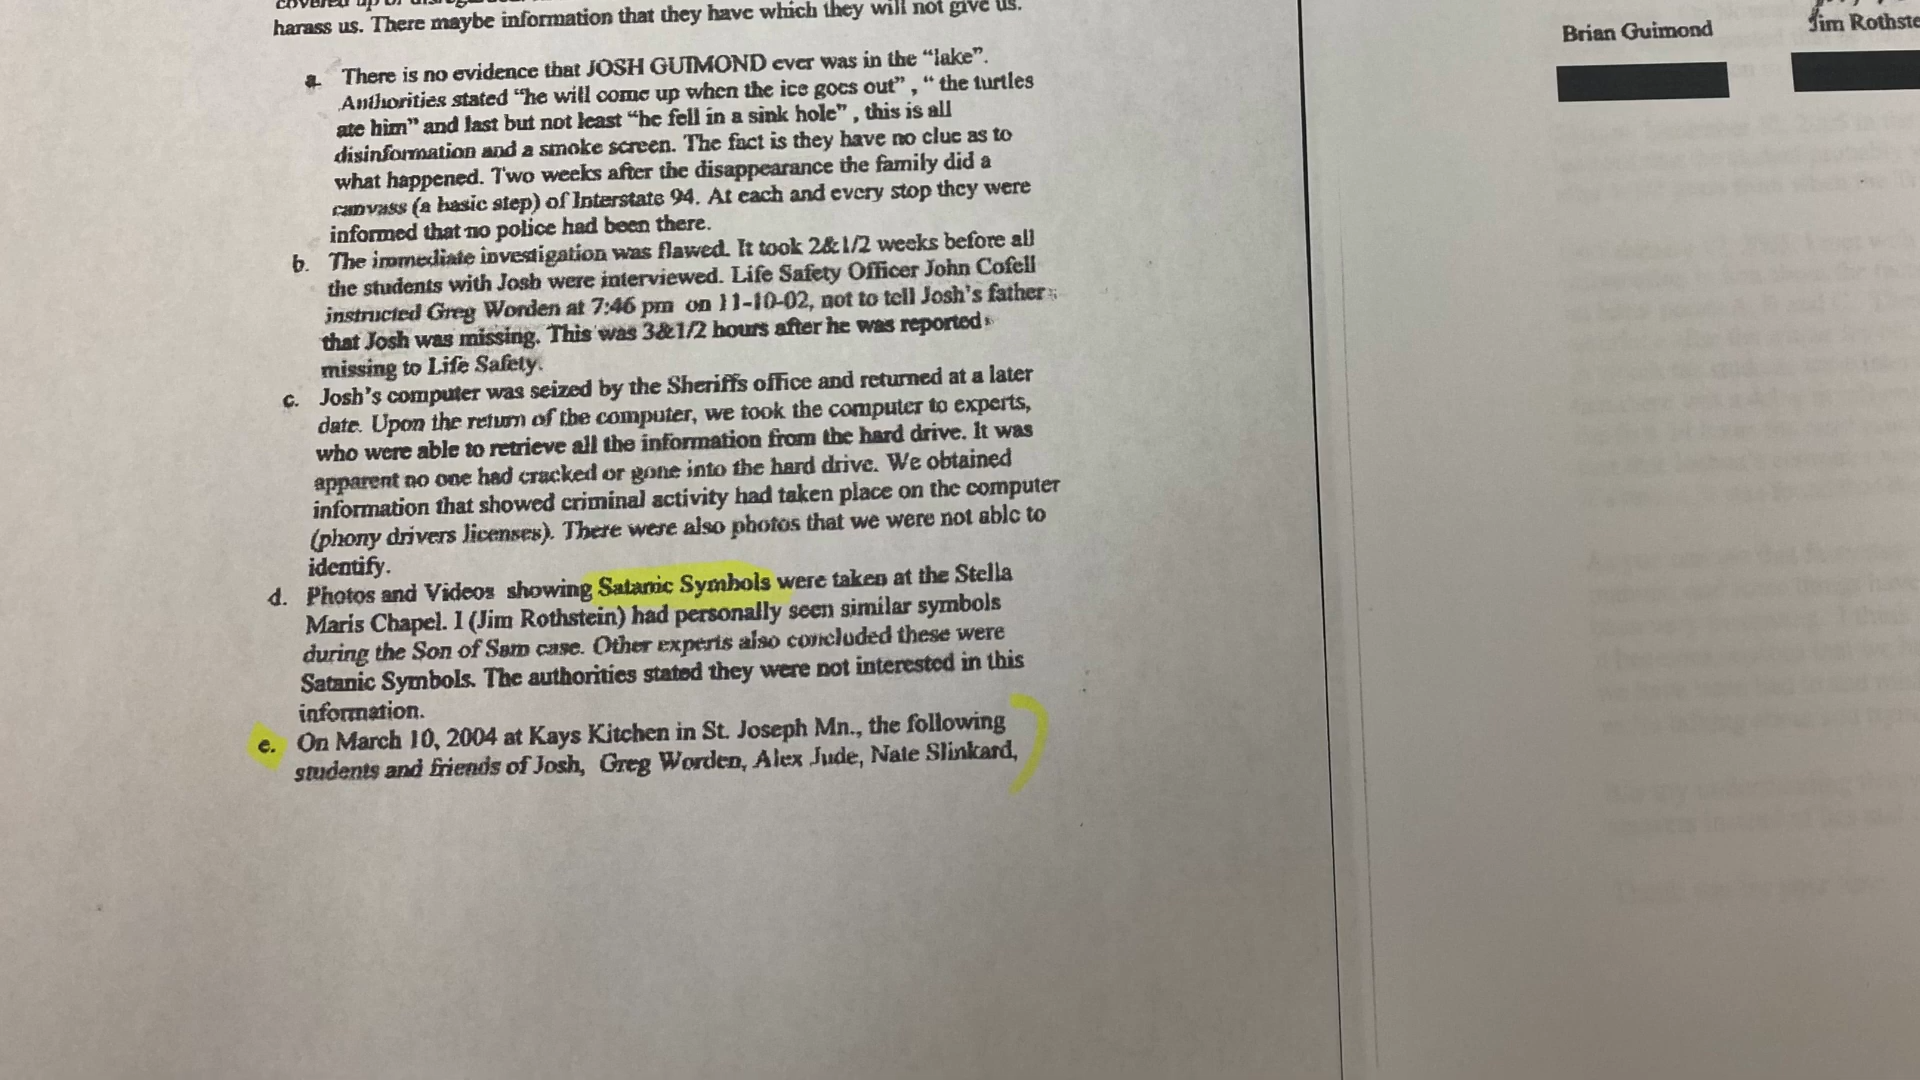 harass us. There maybe information that they have which they will not give us.
a. There is no evidence that JOSH GUIMOND ever was in the “lake”.
Authorities stated “he will come up when the ice goes out” , “ the turtles
ate him” and last but not least “he fell in a sink hole” , this is all
disinformation and a smoke screen. The fact is they have no clue as to
what happened. Two weeks after the disappearance the family did a
canvass (a basic step) of Interstate 94. At each and every stop they were
informed that no police had been there.
b. The immediate investigation was flawed. It took 2&1/2 weeks before all
the students with Josh were interviewed. Life Safety Officer John Cofell
instructed Greg Worden at 7:46 pm on 11-10-02, not to tell Josh’s father
that Josh was missing. This was 3&1/2 hours after he was reported
missing to Life Safety.
c. Josh’s computer was seized by the Sheriffs office and returned at a later
date. Upon the return of the computer, we took the computer to experts,
who were able to retrieve all the information from the hard drive. It was
apparent no one had cracked or gone into the hard drive. We obtained
information that showed criminal activity had taken place on the computer
(phony drivers licenses). There were also photos that we were not able to
identify.
d. Photos and Videos showing Satanic Symbols were taken at the Stella
Maris Chapel. I (Jim Rothstein) had personally seen similar symbols
during the Son of Sam case. Other experts also concluded these were
Satanic Symbols. The authorities stated they were not interested in this
information.
e. On March 10, 2004 at Kays Kitchen in St. Joseph Mn., the following
students and friends of Josh, Greg Worden, Alex Jude, Nate Slinkard,
Brian Guimond
Jim Rothste